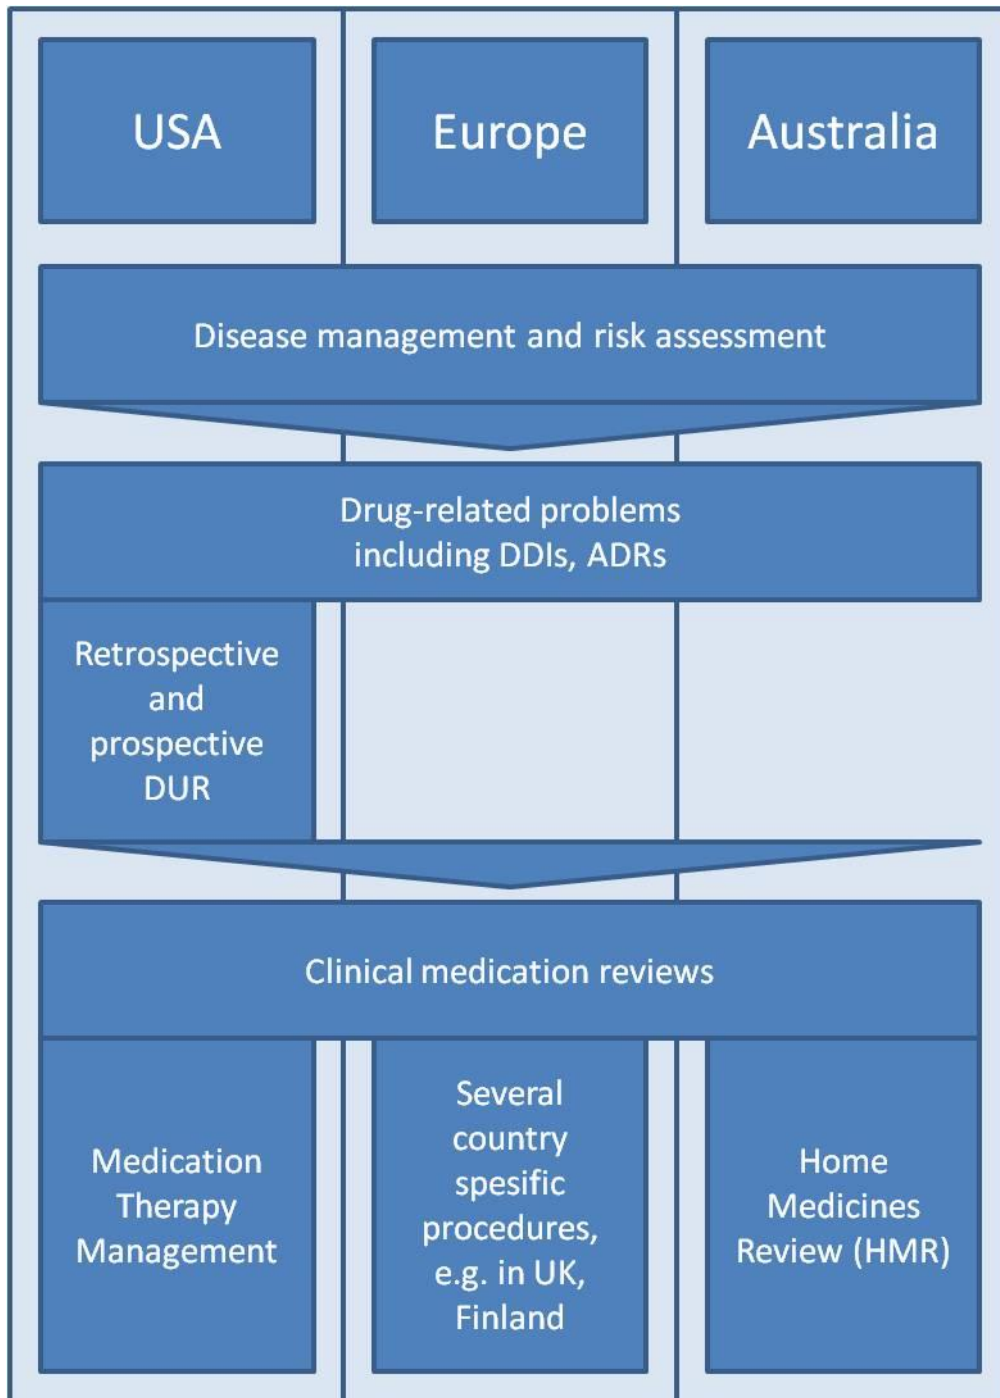 USA
Europe
Australia
Disease management and risk assessment
Drug-related problems
including DDIs, ADRs
Retrospective
and
prospective
DUR
Clinical medication reviews
Medication
Therapy
Management
Several
country
spesific
procedures,
e.g. in UK,
Finland
Home
Medicines
Review (HMR)